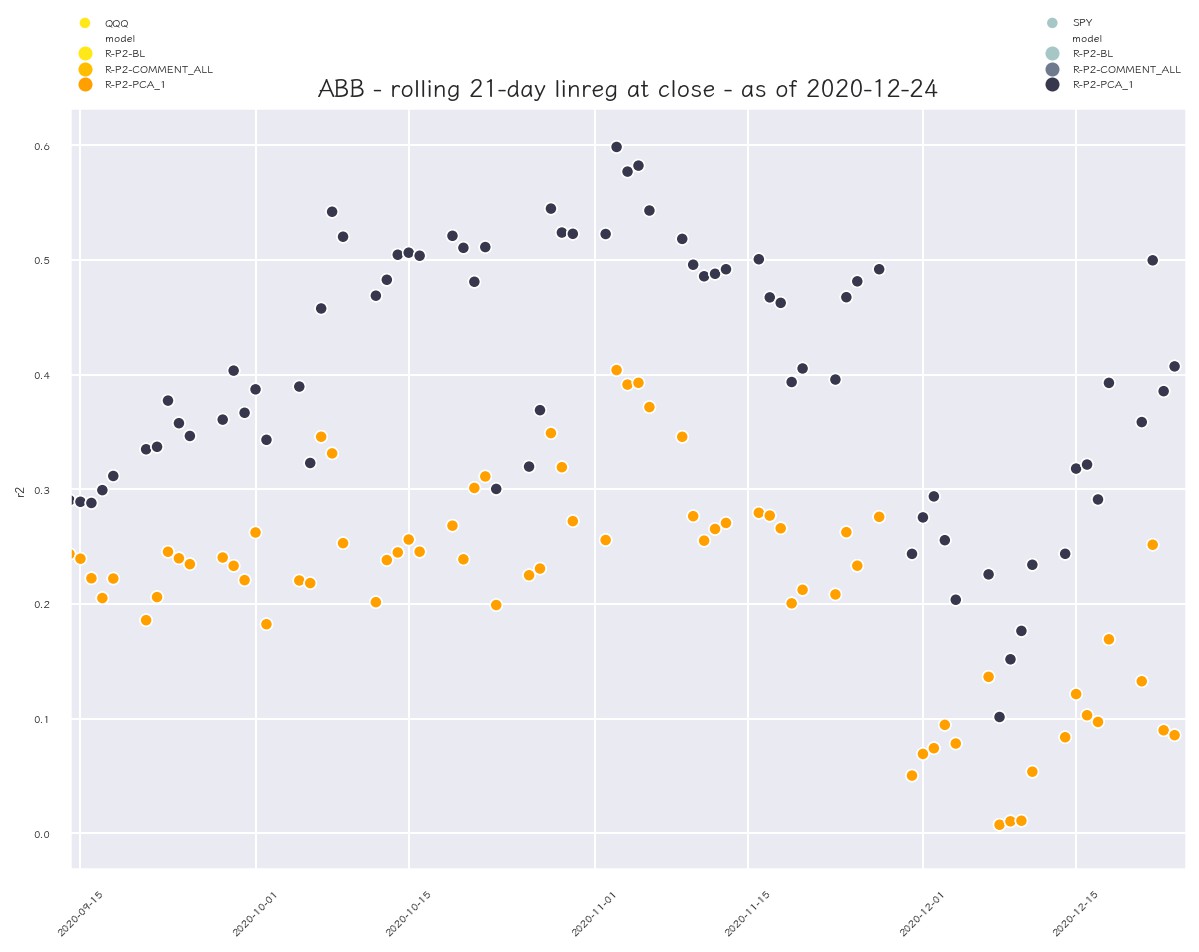 QQQ
model
R-P2-BL
R-P2-COMMENT_ALL
R-P2-PCA_1
SPY
model
R-P2-BL
R-P2-COMMENT_ALL
R-P2-PCA_1
ABB - rolling 21-day linreg at close - as of 2020-12-24
r2
0.6
0.5
0.4
0.3
0.2
0.1
0.0
2020-09-15
2020-10-01
2020-10-15
2020-11-01
2020-11-15
2020-12-01
2020-12-15